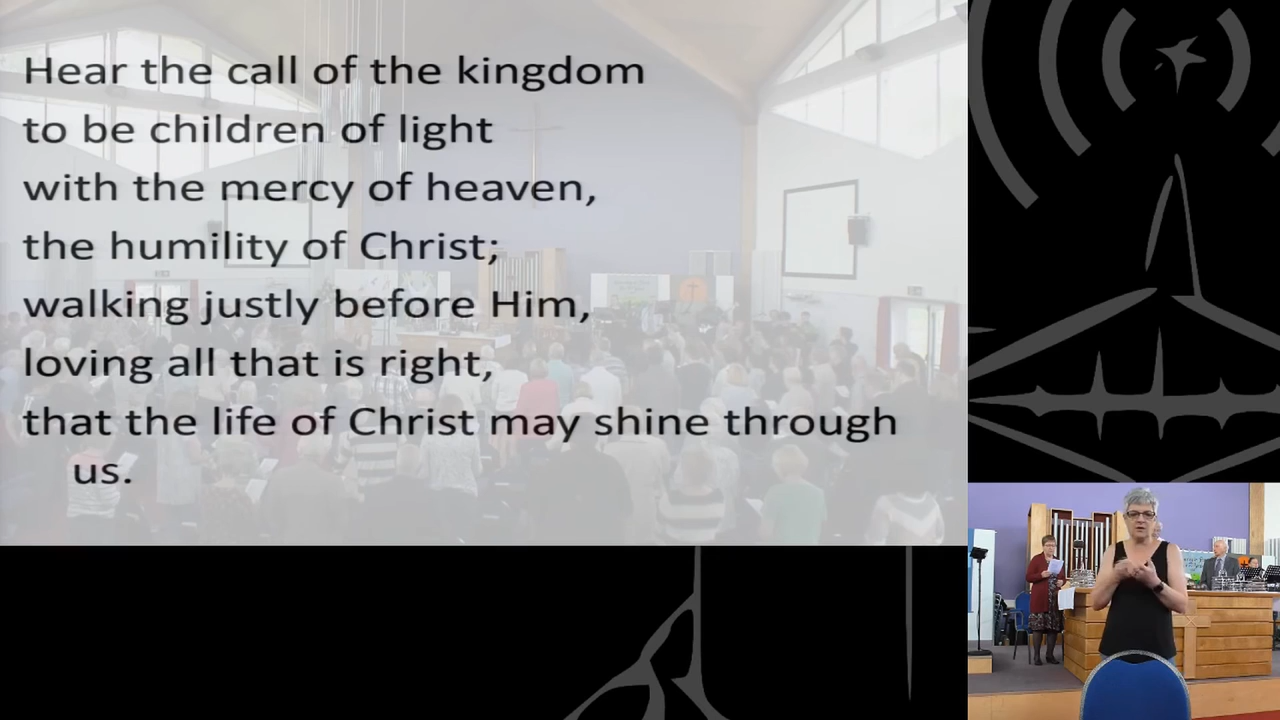 Hear the call of the kingdom
to be children of light
with the mercy of heaven,
the humility of Christ;
walking justly before Him,
loving all that is right,
that the life of Christ may shine through
us.